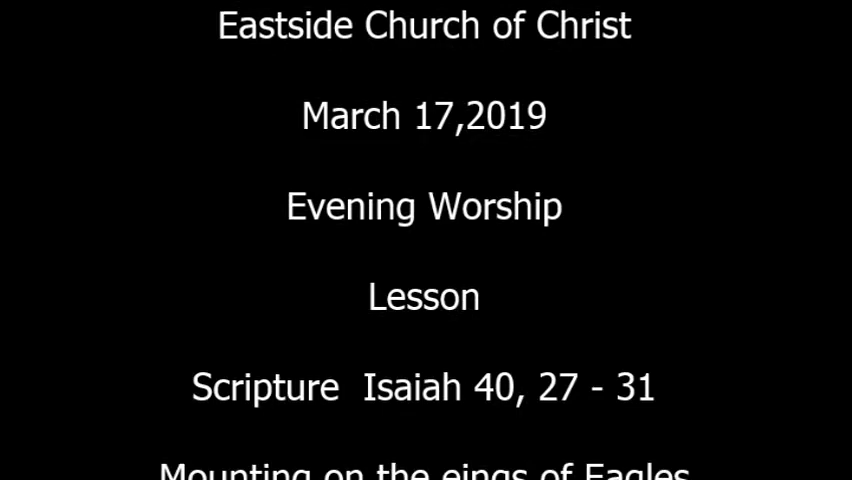 Eastside Church of Christ
March 17,2019
Evening Worship
Lesson
Scripture  Isaiah 40, 27 - 31
Mounting on the eings of Eagles